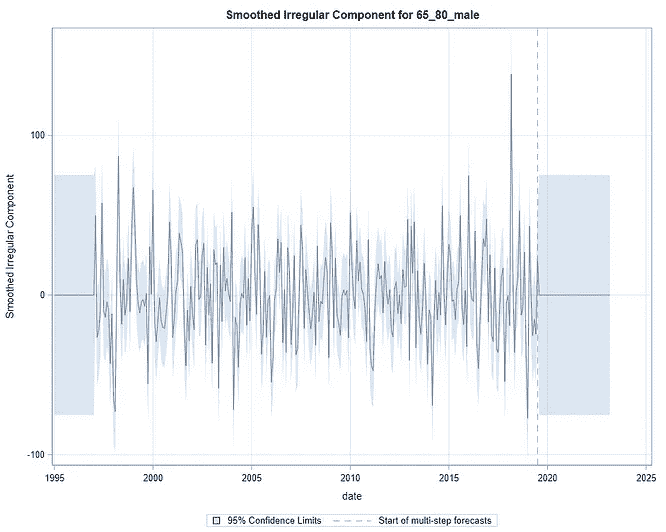 Smoothed Irregular Component for 65_80_male
Smoothed Irregular Component
100
0
-100
1995 2000 2005 2010 2015 2020 2025
date
95% Confidence Limits Start of multi-step forecasts